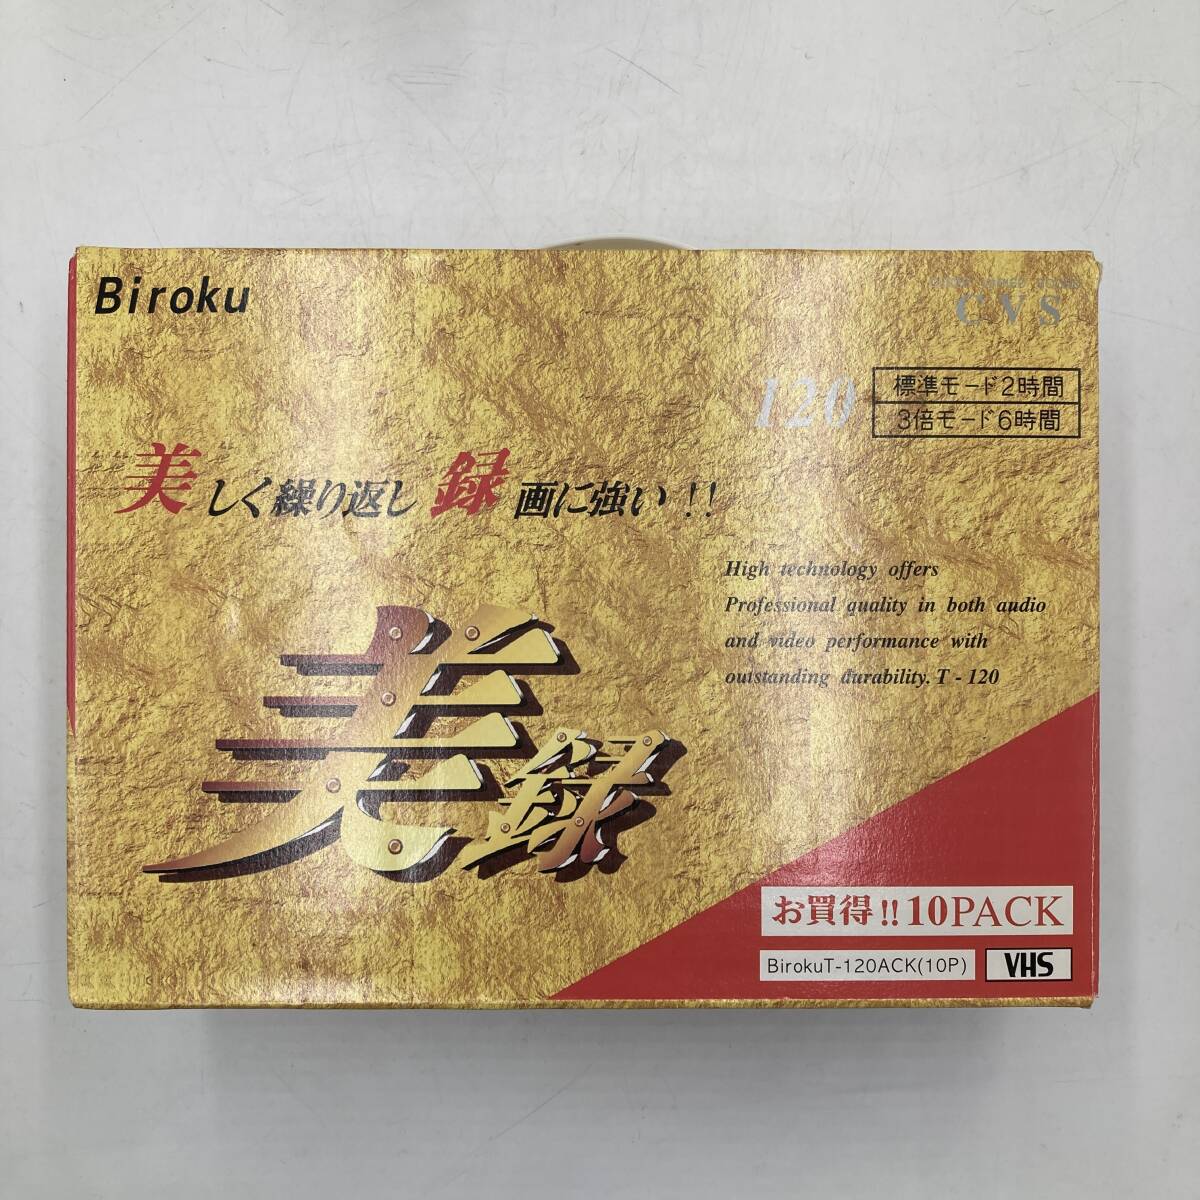 Biroku
CVS
120
標準モード2時間
3倍モード6時間
美しく繰り返し録画に強い!!
High technology offers
Professional quality in both audio
and video performance with
outstanding durability. T - 120
美録
お買得!! 10PACK
BirokuT-120ACK(10P)
VHS